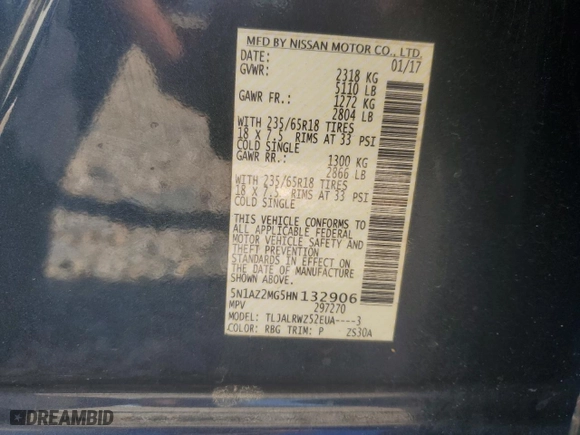 MFD BY NISSAN MOTOR CO., LTD.
DATE: 01/17
GVWR: 2318 KG
5110 LB
GAWR FR.: 1272 KG
2804 LB
WITH 235/65R18 TIRES
18 X 7.5 RIMS AT 33 PSI
COLD SINGLE
GAWR RR.: 1300 KG
2866 LB
WITH 235/65R18 TIRES
18 X 7.5 RIMS AT 33 PSI
COLD SINGLE
THIS VEHICLE CONFORMS TO
ALL APPLICABLE FEDERAL
MOTOR VEHICLE SAFETY AND
THEFT PREVENTION
STANDARDS IN EFFECT ON
THE DATE OF MANUFACTURE
SHOWN ABOVE.
5N1AZ2MG5HN132906
MPV 297270
MODEL: TLJALRWZ52EUA----3
COLOR: RBG TRIM: P ZS30A
DREAMBID